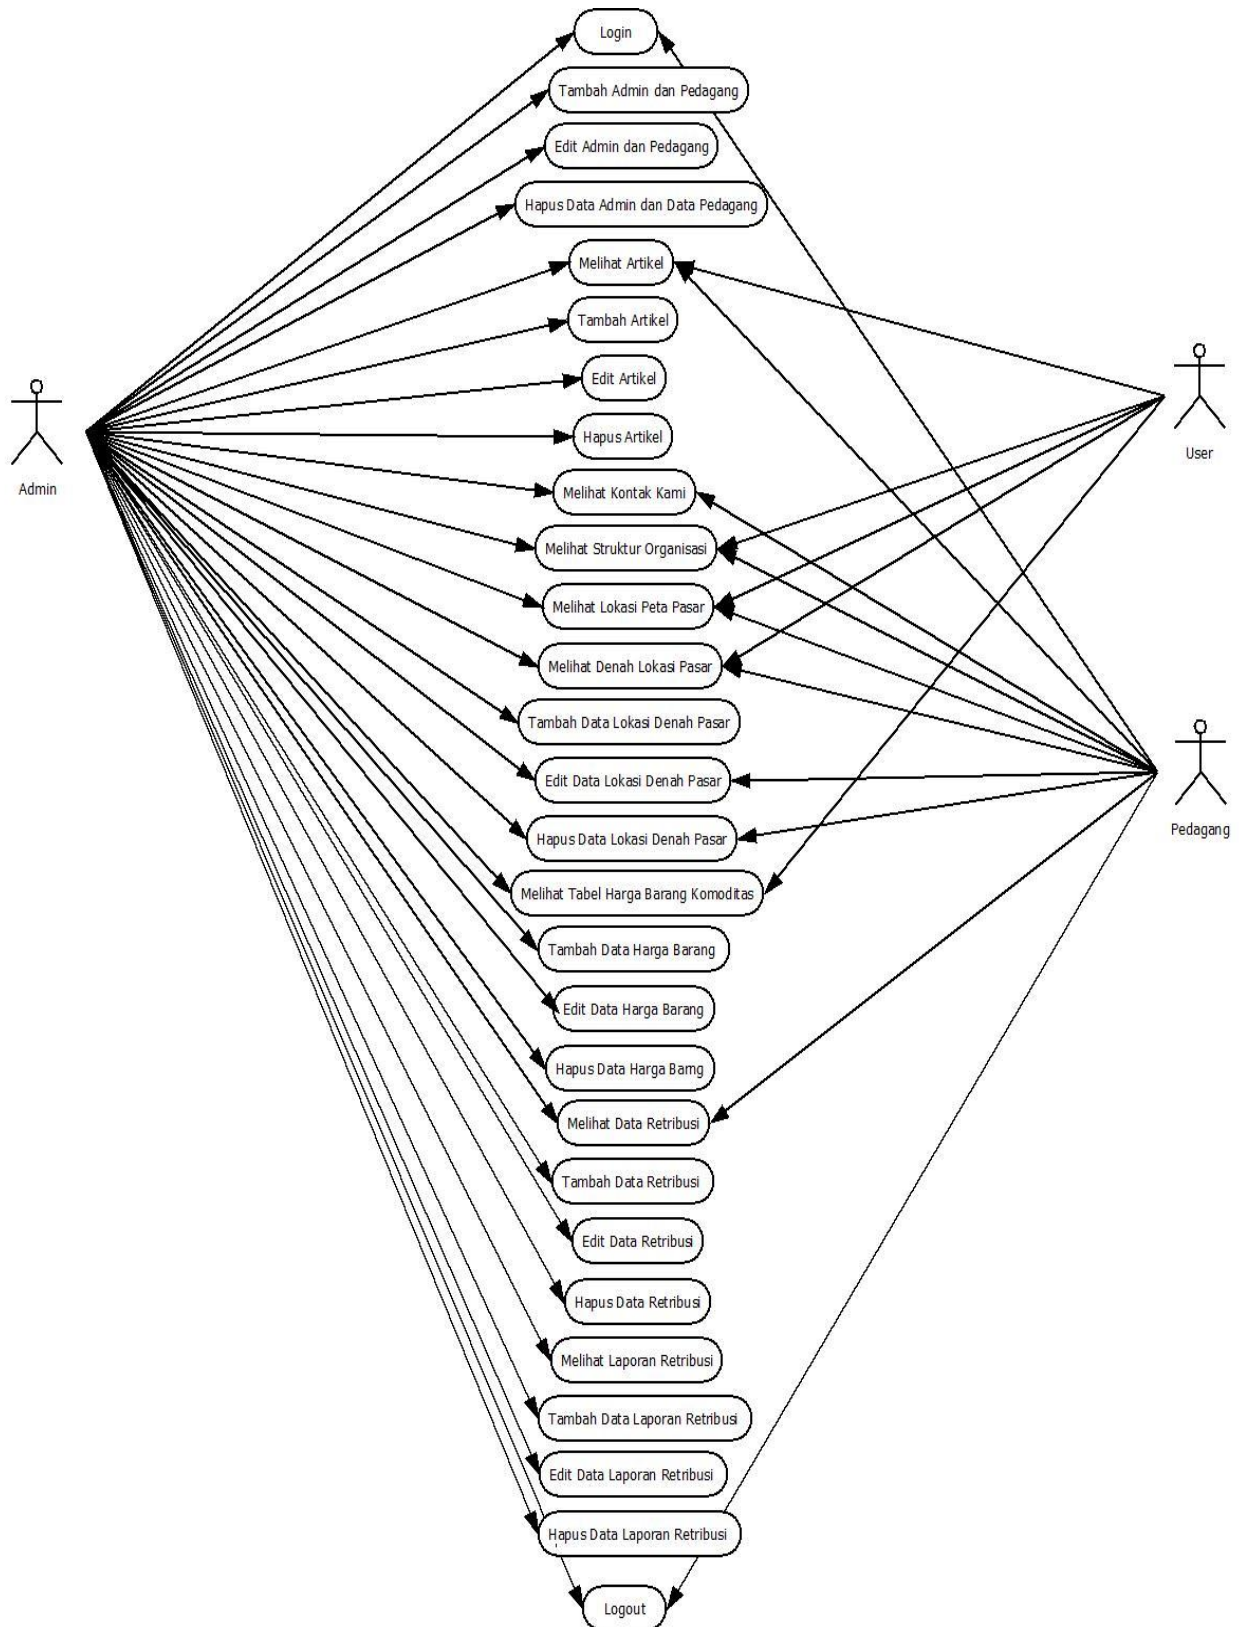 Login
Tambah Admin dan Pedagang
Edit Admin dan Pedagang
Hapus Data Admin dan Data Pedagang
Melihat Artikel
Tambah Artikel
Edit Artikel
Hapus Artikel
Admin
User
Melihat Kontak Kami
Melihat Struktur Organisasi
Melihat Lokasi Peta Pasar
Melihat Denah Lokasi Pasar
Tambah Data Lokasi Denah Pasar
Edit Data Lokasi Denah Pasar
Hapus Data Lokasi Denah Pasar
Pedagang
Melihat Tabel Harga Barang Komoditas
Tambah Data Harga Barang
Edit Data Harga Barang
Hapus Data Harga Barng
Melihat Data Retribusi
Tambah Data Retribusi
Edit Data Retribusi
Hapus Data Retribusi
Melihat Laporan Retribusi
Tambah Data Laporan Retribusi
Edit Data Laporan Retribusi
Hapus Data Laporan Retribusi
Logout